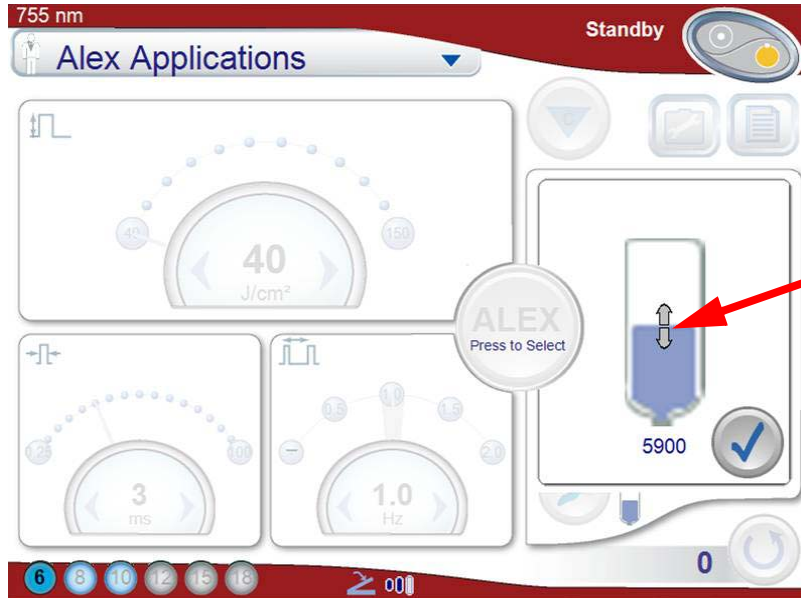 755 nm
Standby
Alex Applications
C
40
150
40
J/cm²
ALEX
Press to Select
5900
0.25
100
3
ms
0.5
1.0
1.5
2.0
1.0
Hz
0
6 8 10 12 15 18